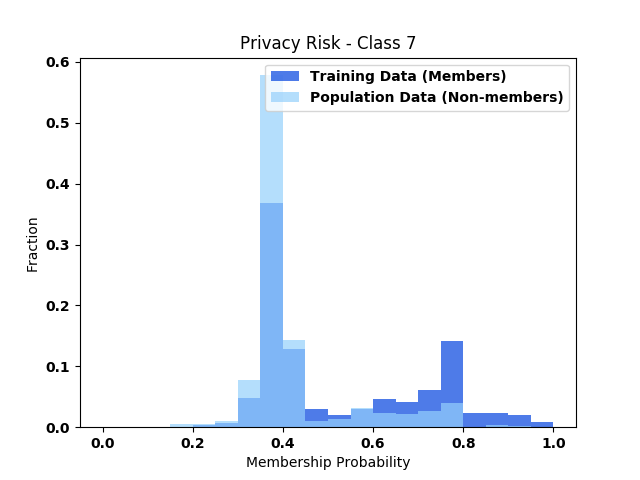 Privacy Risk - Class 7
Training Data (Members)
Population Data (Non-members)
Fraction
0.6
0.5
0.4
0.3
0.2
0.1
0.0
0.0 0.2 0.4 0.6 0.8 1.0
Membership Probability